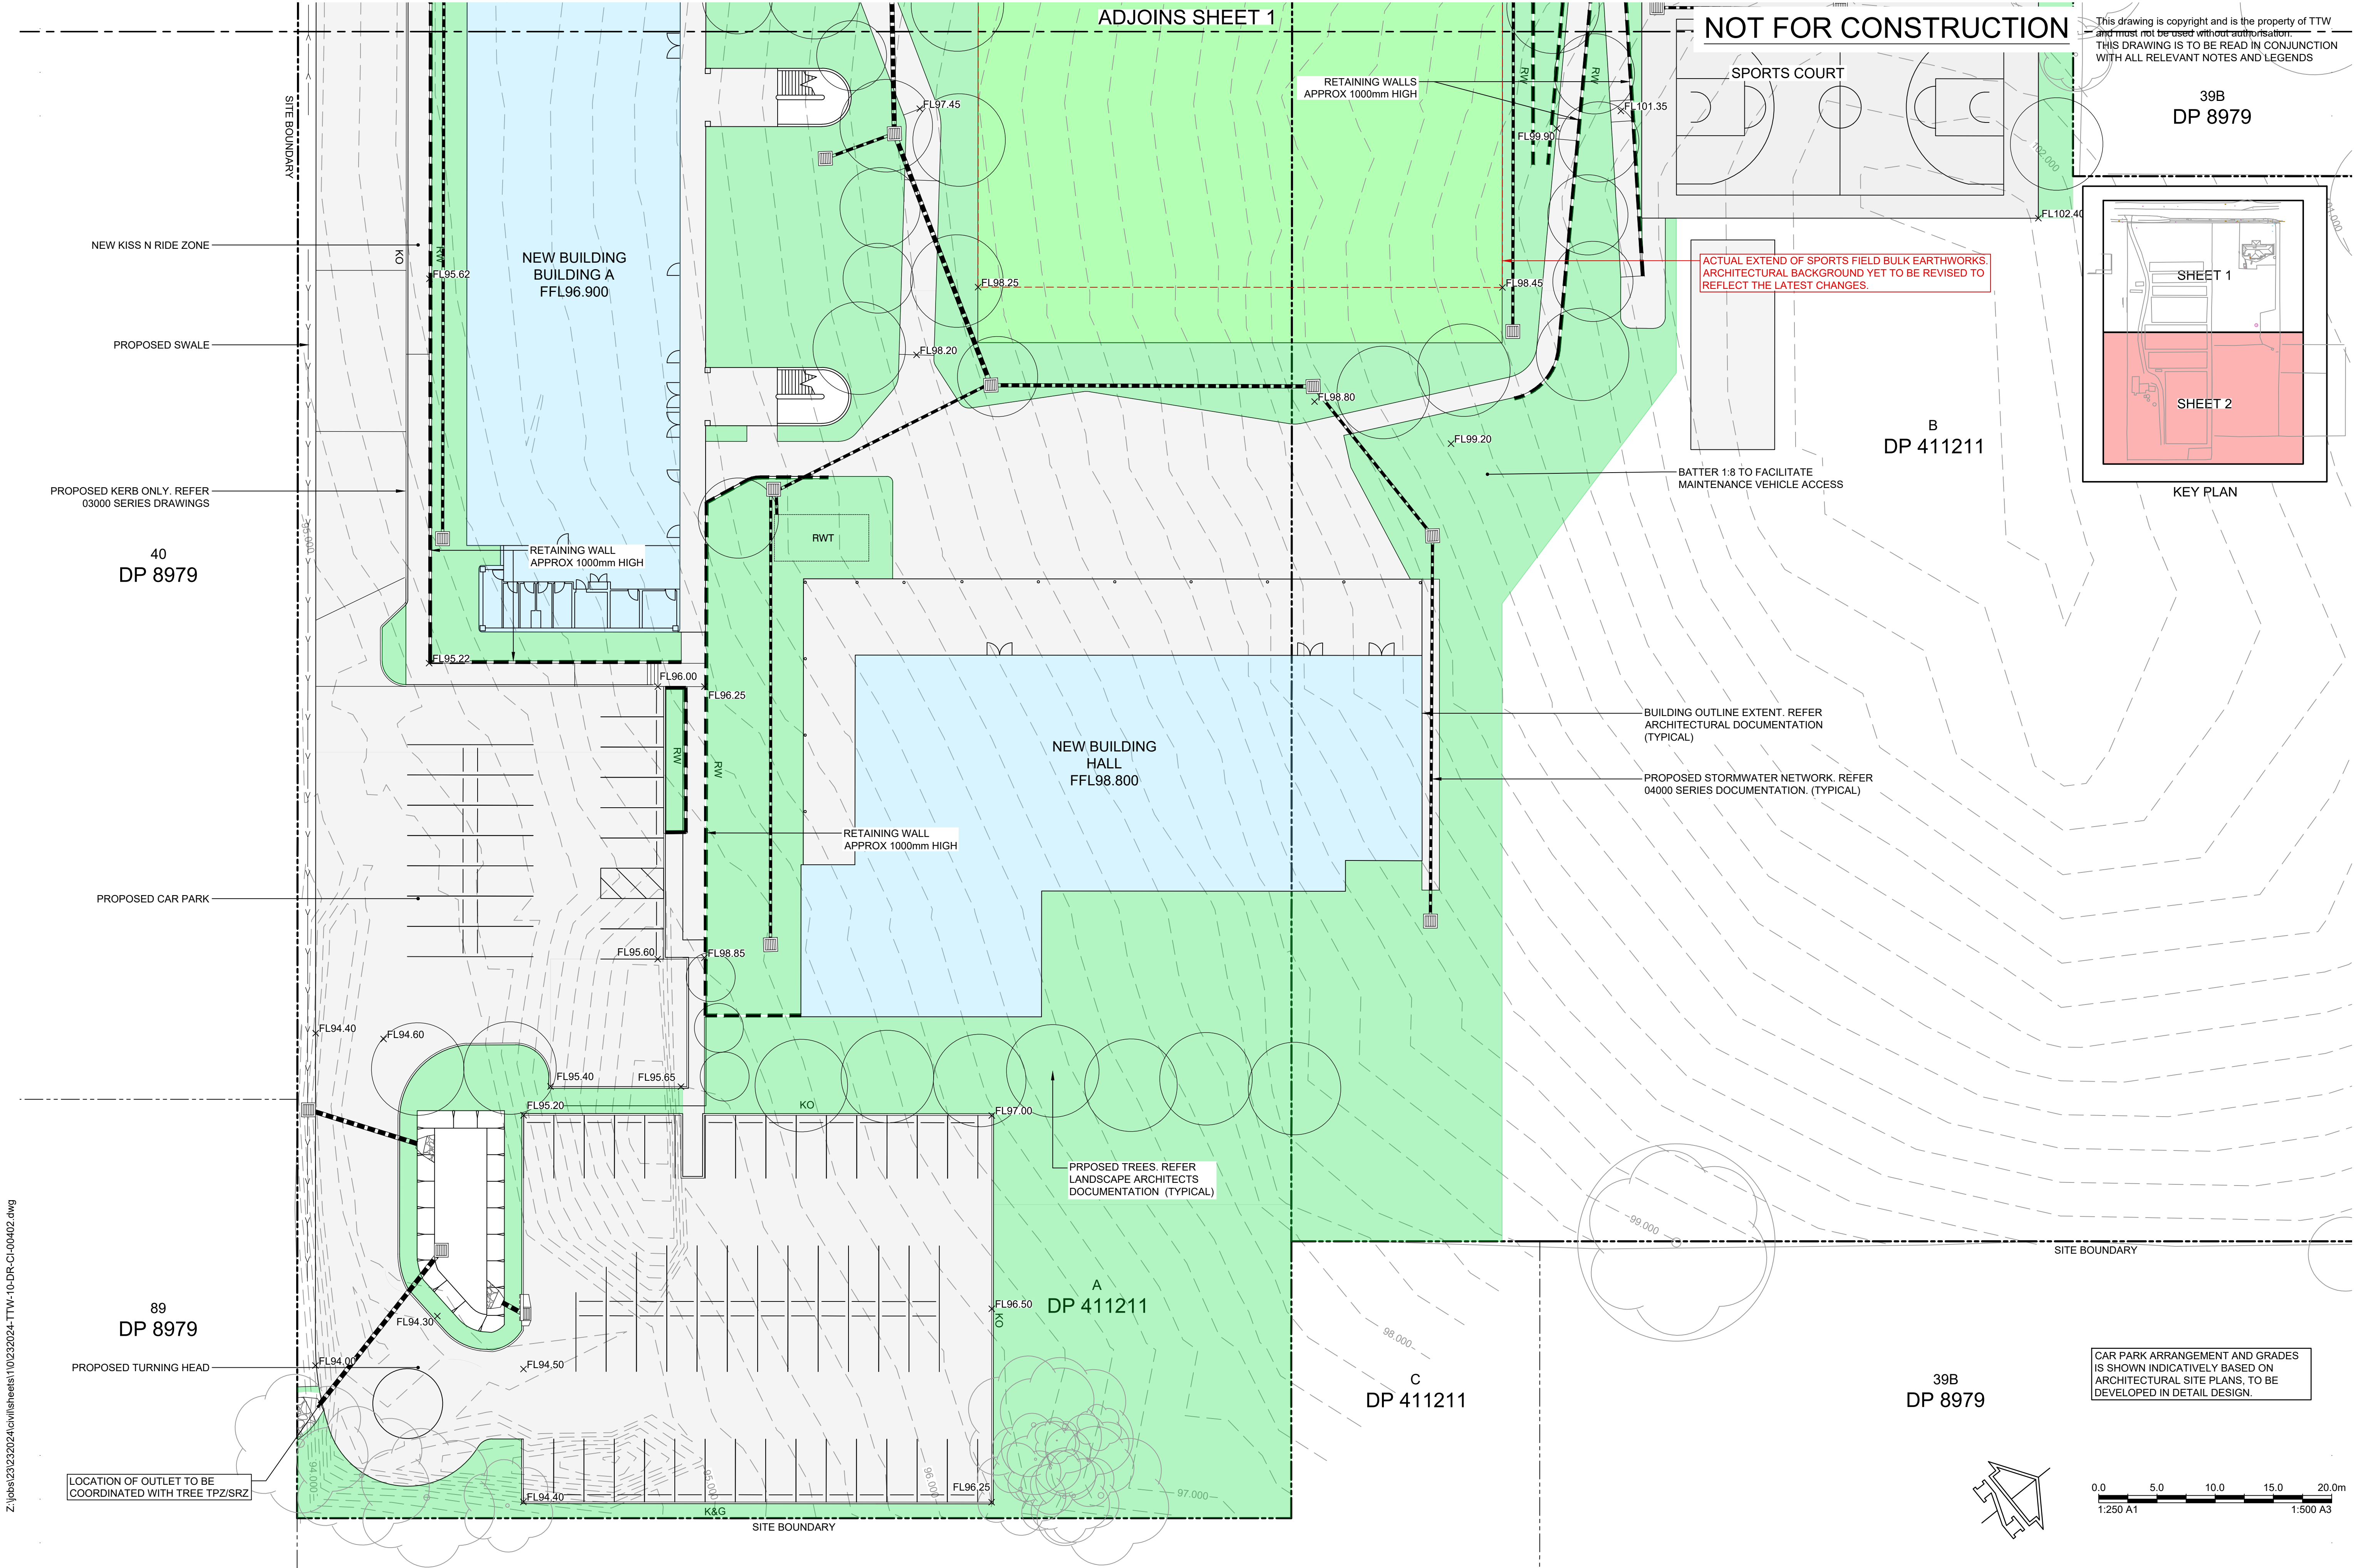 ADJOINS SHEET 1
NOT FOR CONSTRUCTION
This drawing is copyright and is the property of TTW
and must not be used without authorisation.
THIS DRAWING IS TO BE READ IN CONJUNCTION
WITH ALL RELEVANT NOTES AND LEGENDS
SPORTS COURT
39B
DP 8979
RETAINING WALLS
APPROX 1000mm HIGH
RW
RW
FL101.35
FL99.90
FL97.45
SITE BOUNDARY
102.000
101.000
FL102.40
NEW KISS N RIDE ZONE
KO
RW
FL95.62
NEW BUILDING
BUILDING A
FFL96.900
FL98.25
FL98.45
ACTUAL EXTEND OF SPORTS FIELD BULK EARTHWORKS.
ARCHITECTURAL BACKGROUND YET TO BE REVISED TO
REFLECT THE LATEST CHANGES.
SHEET 1
SHEET 2
KEY PLAN
PROPOSED SWALE
FL98.20
FL98.80
FL99.20
B
DP 411211
BATTER 1:8 TO FACILITATE
MAINTENANCE VEHICLE ACCESS
PROPOSED KERB ONLY. REFER
03000 SERIES DRAWINGS
95.000
40
DP 8979
RETAINING WALL
APPROX 1000mm HIGH
RWT
FL95.22
FL96.00
FL96.25
BUILDING OUTLINE EXTENT. REFER
ARCHITECTURAL DOCUMENTATION
(TYPICAL)
RW
RW
NEW BUILDING
HALL
FFL98.800
PROPOSED STORMWATER NETWORK. REFER
04000 SERIES DOCUMENTATION. (TYPICAL)
RETAINING WALL
APPROX 1000mm HIGH
PROPOSED CAR PARK
FL95.60
FL98.85
FL94.40
FL94.60
FL95.40
FL95.65
FL95.20
KO
FL97.00
PRPOSED TREES. REFER
LANDSCAPE ARCHITECTS
DOCUMENTATION (TYPICAL)
99.000
SITE BOUNDARY
A
DP 411211
89
DP 8979
FL94.30
FL96.50
KO
98.000
PROPOSED TURNING HEAD
FL94.00
FL94.50
C
DP 411211
39B
DP 8979
CAR PARK ARRANGEMENT AND GRADES
IS SHOWN INDICATIVELY BASED ON
ARCHITECTURAL SITE PLANS, TO BE
DEVELOPED IN DETAIL DESIGN.
LOCATION OF OUTLET TO BE
COORDINATED WITH TREE TPZ/SRZ
94.000
95.000
96.000
97.000
FL94.40
FL96.25
K&G
SITE BOUNDARY
0.0 5.0 10.0 15.0 20.0m
1:250 A1 1:500 A3
Z:\jobs\23\232024\civil\sheets\1\0\232024-TTW-10-DR-CI-00402.dwg